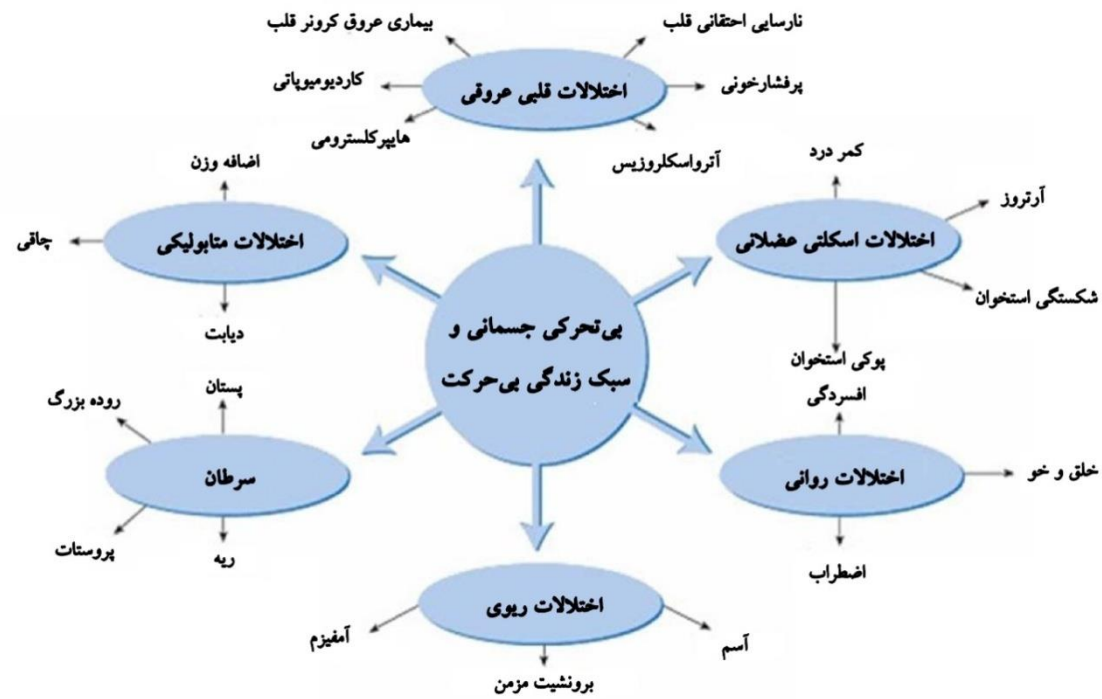 نارسایی احتقانی قلب
بیماری عروق کرونر قلب
پرفشارخونی
اختلالات قلبی عروقی
کاردیومیوپاتی
هایپرکلسترومی
آترواسکلروزیس
کمر درد
آرتروز
اختلالات اسکلتی عضلانی
شکستگی استخوان
پوکی استخوان
اضافه وزن
اختلالات متابولیکی
چاقی
دیابت
بی‌تحرکی جسمانی و
سبک زندگی بی‌حرکت
افسردگی
خلق و خو
اختلالات روانی
اضطراب
پستان
روده بزرگ
سرطان
ریه
پروستات
اختلالات ریوی
آسم
آمفیزم
برونشیت مزمن